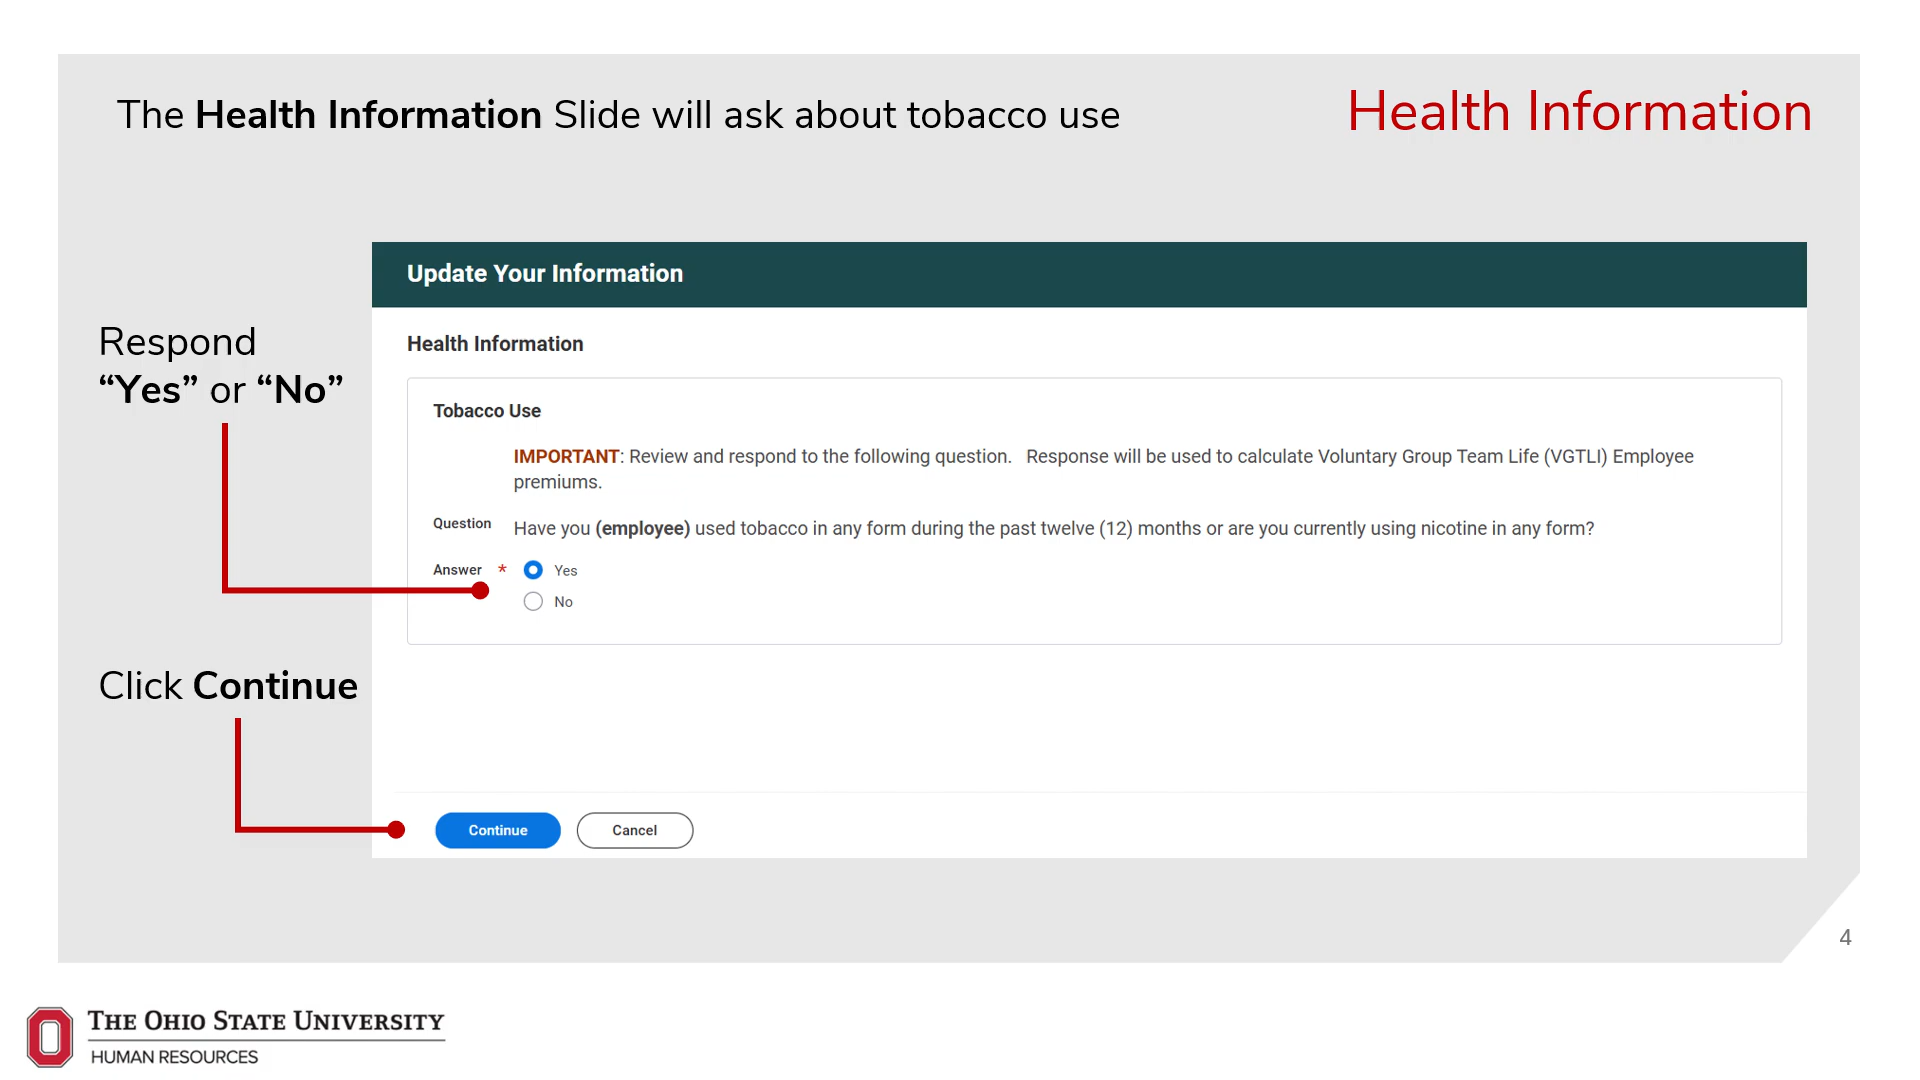 The Health Information Slide will ask about tobacco use
Health Information
Update Your Information
Health Information
Respond
“Yes” or “No”
Tobacco Use
IMPORTANT: Review and respond to the following question.   Response will be used to calculate Voluntary Group Team Life (VGTLI) Employee
premiums.
Question Have you (employee) used tobacco in any form during the past twelve (12) months or are you currently using nicotine in any form?
Answer * Yes
No
Click Continue
Continue Cancel
4
THE OHIO STATE UNIVERSITY
HUMAN RESOURCES